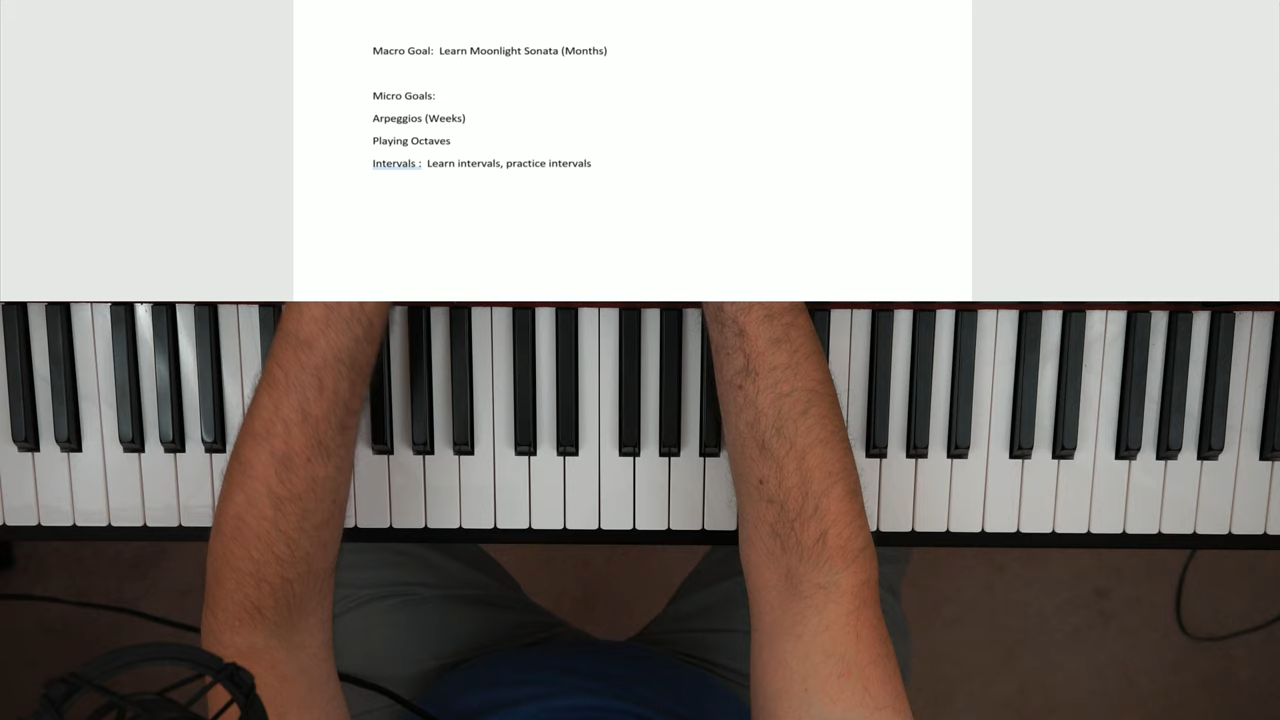 Macro Goal:  Learn Moonlight Sonata (Months)
Micro Goals:
Arpeggios (Weeks)
Playing Octaves
Intervals :  Learn intervals, practice intervals